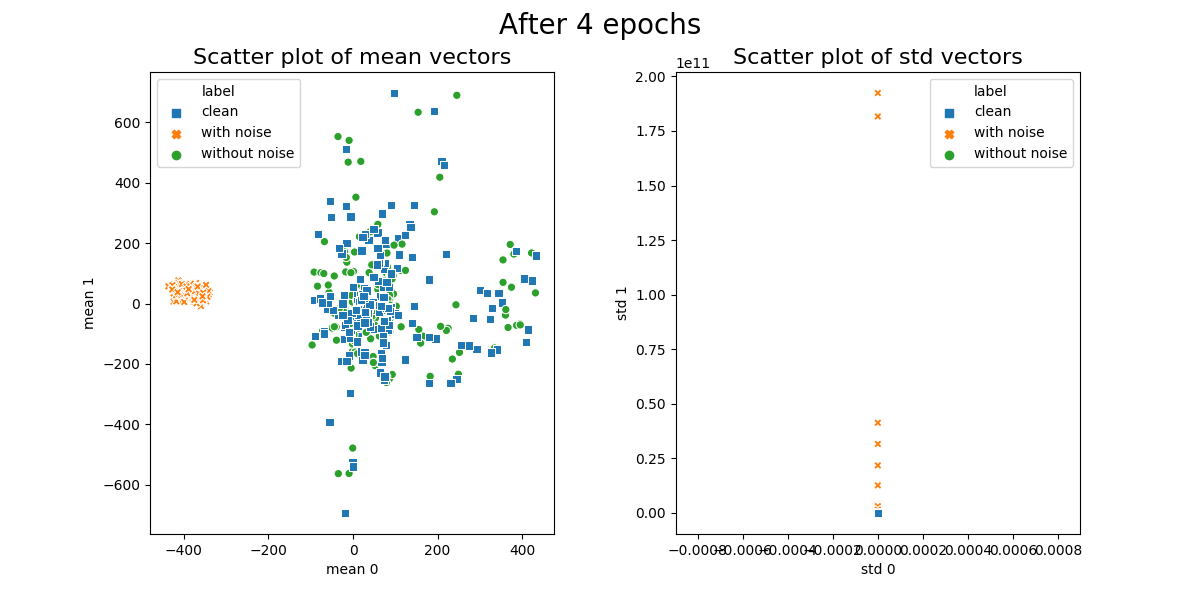 After 4 epochs
Scatter plot of mean vectors
label
clean
with noise
without noise
600
400
200
0
−200
−400
−600
mean 1
−400
−200
0
200
400
mean 0
Scatter plot of std vectors
1e11
label
clean
with noise
without noise
2.00
1.75
1.50
1.25
1.00
0.75
0.50
0.25
0.00
std 1
−0.0008
−0.0006
−0.0004
−0.0002
0.0000
0.0002
0.0004
0.0006
0.0008
std 0